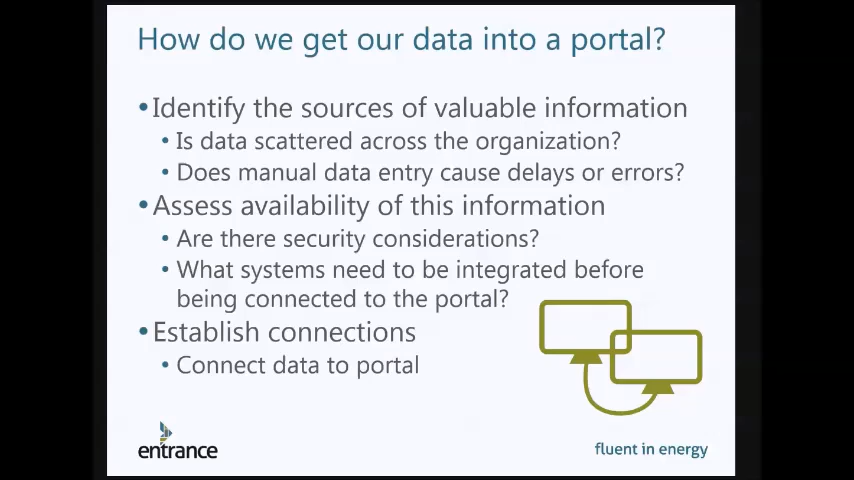 How do we get our data into a portal?
•Identify the sources of valuable information
• Is data scattered across the organization?
• Does manual data entry cause delays or errors?
•Assess availability of this information
• Are there security considerations?
• What systems need to be integrated before
being connected to the portal?
•Establish connections
• Connect data to portal
entrance
fluent in energy